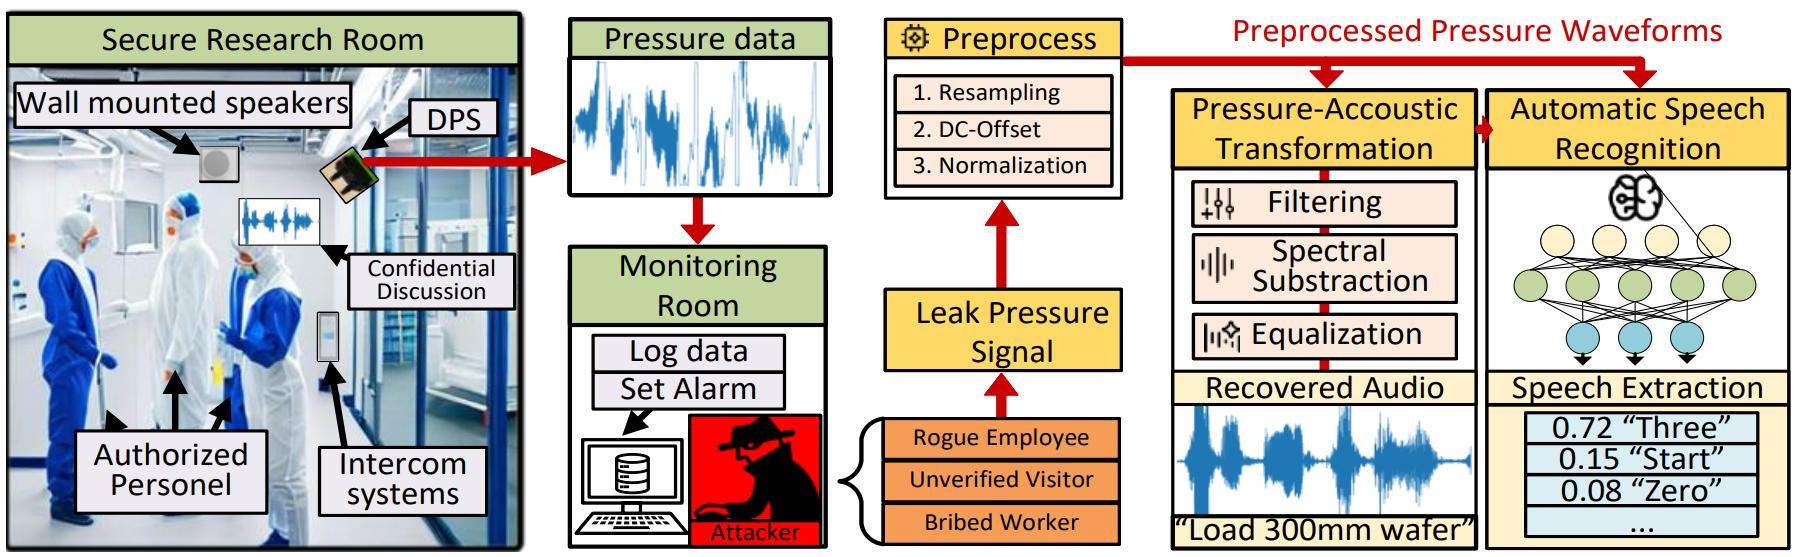 Secure Research Room
Wall mounted speakers
DPS
Confidential
Discussion
Authorized
Personel
Intercom
systems
Pressure data
Monitoring
Room
Log data
Set Alarm
Attacker
Rogue Employee
Unverified Visitor
Bribed Worker
Leak Pressure
Signal
Preprocess
1. Resampling
2. DC-Offset
3. Normalization
Preprocessed Pressure Waveforms
Pressure-Accoustic
Transformation
Filtering
Spectral
Substraction
Equalization
Recovered Audio
“Load 300mm wafer”
Automatic Speech
Recognition
Speech Extraction
0.72 “Three”
0.15 “Start”
0.08 “Zero”
...